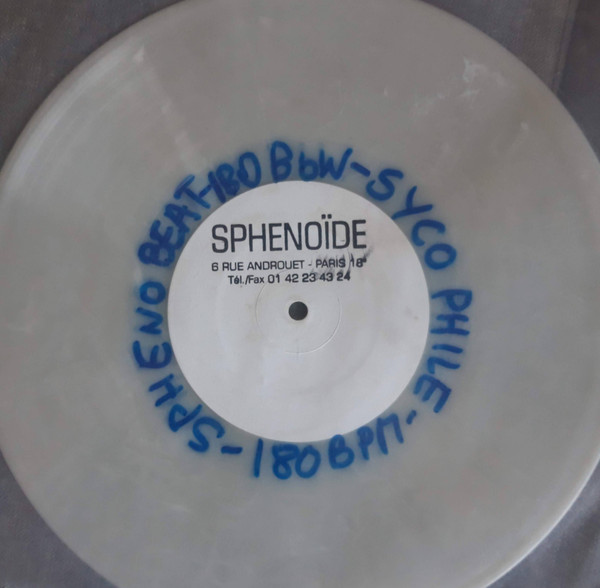 SPHENOÏDE
6 RUE ANDROUET - PARIS 18e
Tél./Fax 01 42 23 43 24
SPHENO BEAT-180 BbW-SYCO PHILE-180BPM-